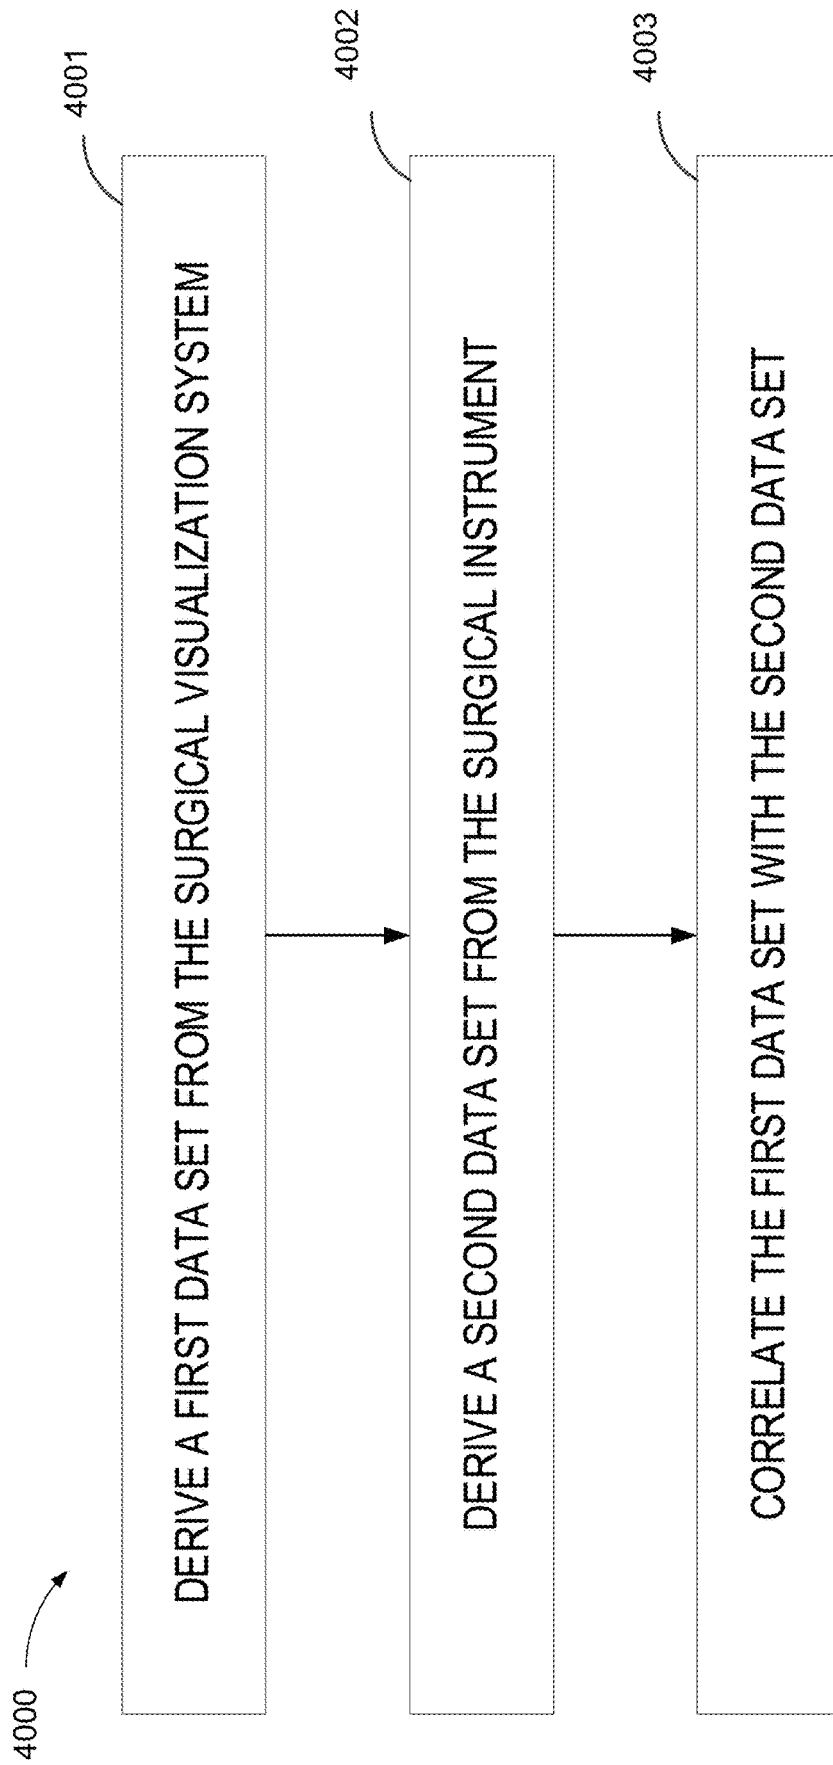 4000
4001
DERIVE A FIRST DATA SET FROM THE SURGICAL VISUALIZATION SYSTEM
4002
DERIVE A SECOND DATA SET FROM THE SURGICAL INSTRUMENT
4003
CORRELATE THE FIRST DATA SET WITH THE SECOND DATA SET